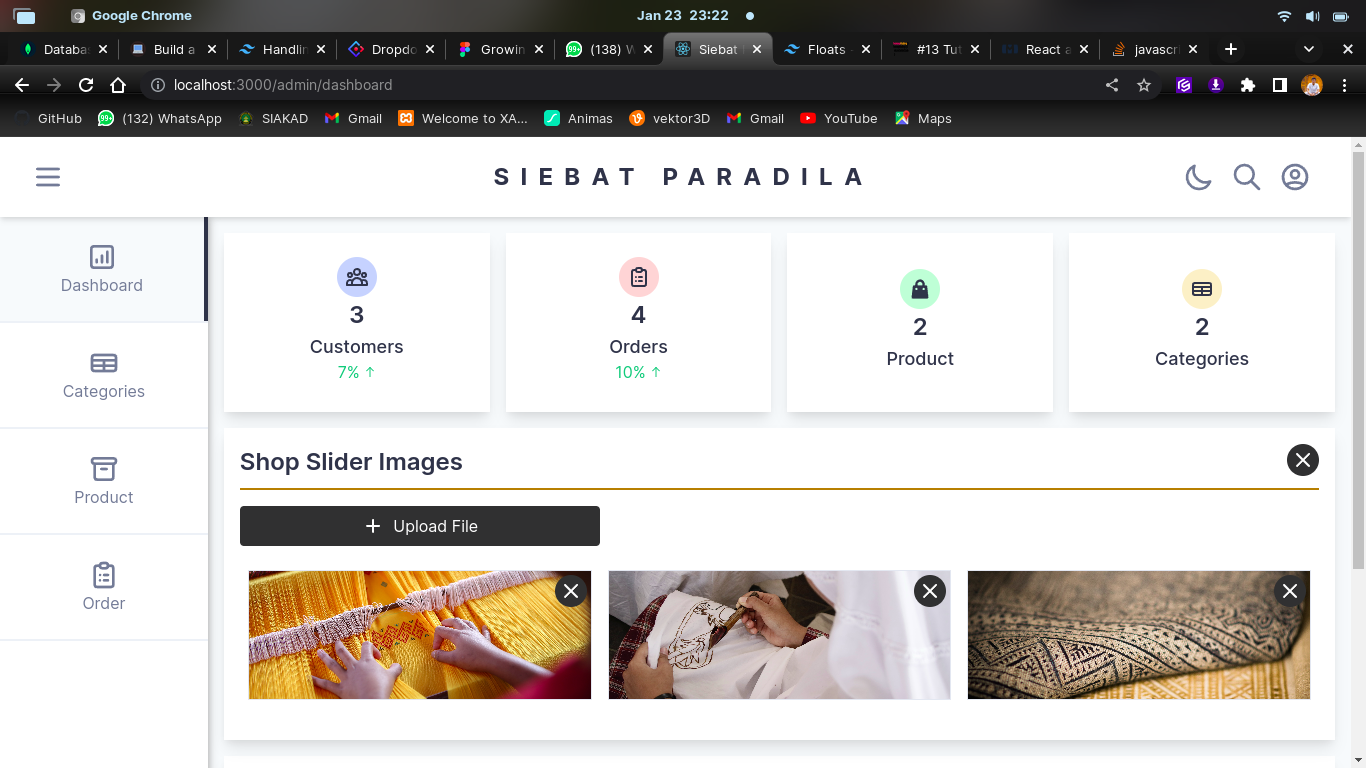 Google Chrome
Jan 23 23:22
Databa
Build a
Handlin
Dropdo
Growin
(138) W
Siebat
Floats
#13 Tut
React a
javascri
localhost:3000/admin/dashboard
GitHub
(132) WhatsApp
SIAKAD
Gmail
Welcome to XA...
Animas
vektor3D
Gmail
YouTube
Maps
SIEBAT PARADILA
Dashboard
Categories
Product
Order
3
Customers
7% ↑
4
Orders
10% ↑
2
Product
2
Categories
Shop Slider Images
+ Upload File